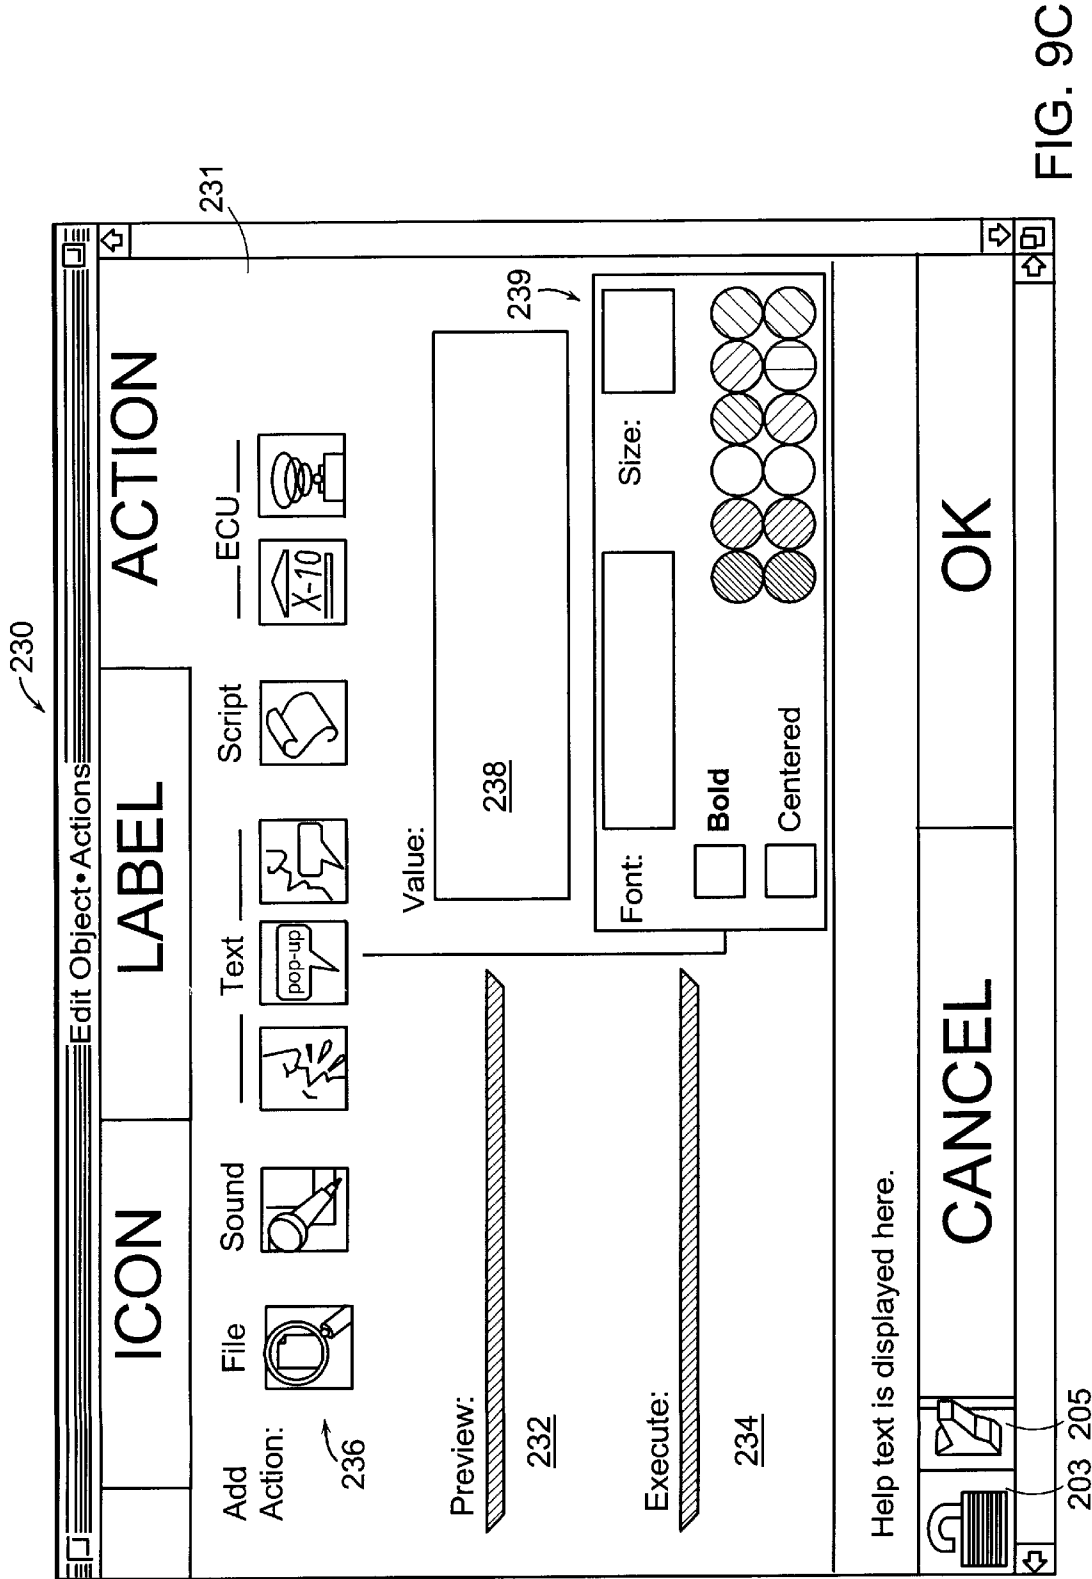 230
Edit Object•Actions
ICON LABEL ACTION
231
Add Action:
File Sound Text Script ECU
pop-up
X-10
236
Preview:
232
Execute:
234
Value:
238
239
Font: Size:
Bold
Centered
Help text is displayed here.
CANCEL OK
203 205
FIG. 9C